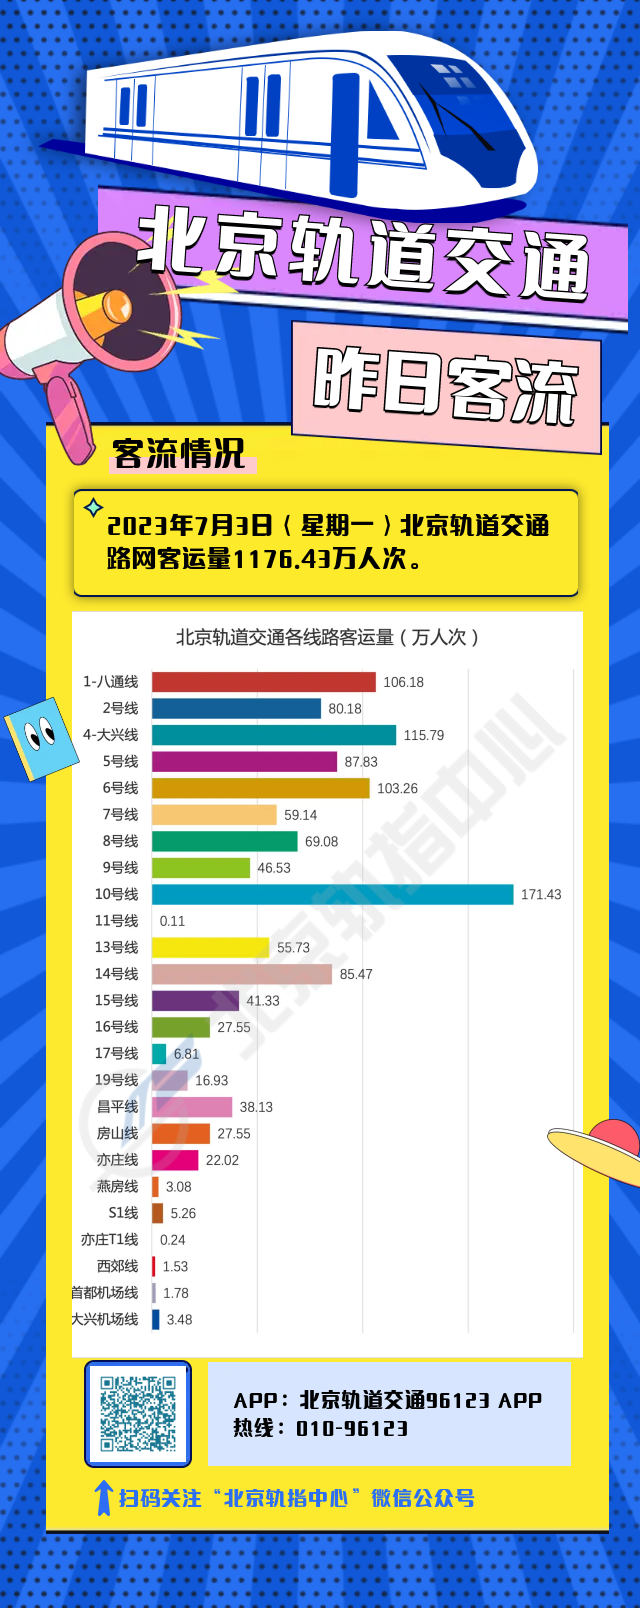 北京轨道交通
昨日客流
客流情况
2023年7月3日（星期一）北京轨道交通
路网客运量1176.43万人次。
北京轨道交通各线路客运量（万人次）
1-八通线 106.18
2号线 80.18
4-大兴线 115.79
5号线 87.83
6号线 103.26
7号线 59.14
8号线 69.08
9号线 46.53
10号线 171.43
11号线 0.11
13号线 55.73
14号线 85.47
15号线 41.33
16号线 27.55
17号线 6.81
19号线 16.93
昌平线 38.13
房山线 27.55
亦庄线 22.02
燕房线 3.08
S1线 5.26
亦庄T1线 0.24
西郊线 1.53
首都机场线 1.78
大兴机场线 3.48
北京轨指中心
APP：北京轨道交通96123 APP
热线：010-96123
扫码关注“北京轨指中心”微信公众号